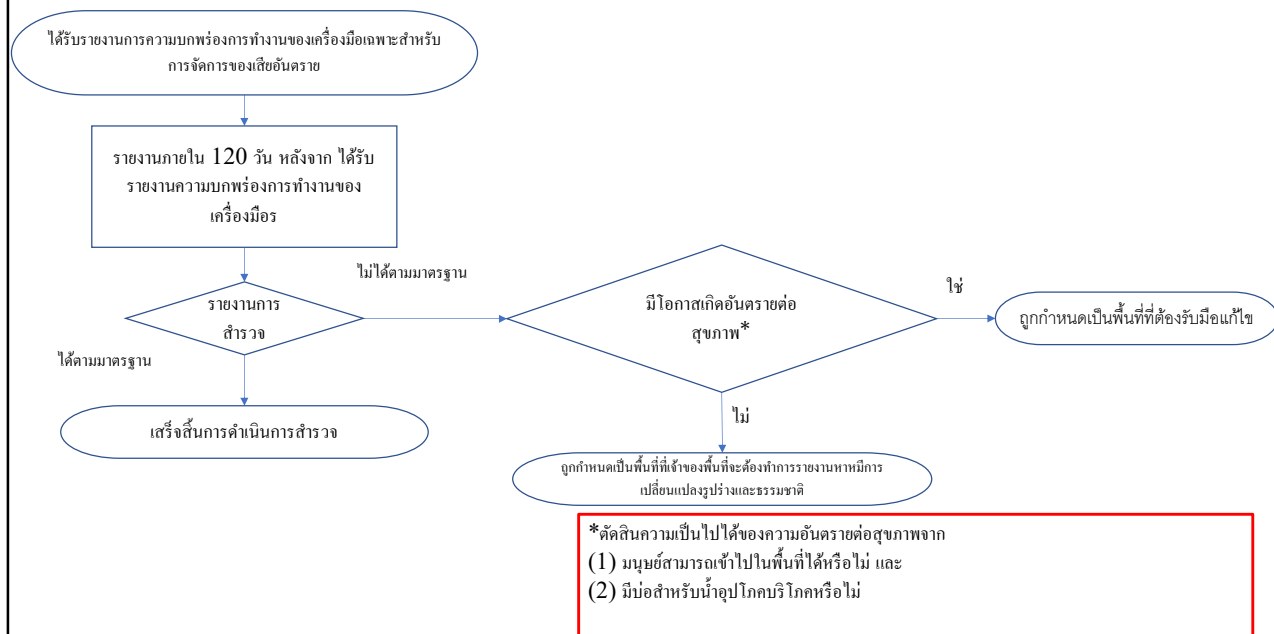 ได้รับรายงานการความบกพร่องการทำงานของเครื่องมือเฉพาะสำหรับ
การจัดการของเสียอันตราย
รายงานภายใน 120 วัน หลังจาก ได้รับ
รายงานความบกพร่องการทำงานของ
เครื่องมือร
ไม่ได้ตามมาตรฐาน
รายงานการ
สำรวจ
มีโอกาสเกิดอันตรายต่อ
สุขภาพ*
ใช่
ถูกกำหนดเป็นพื้นที่ที่ต้องรับมือแก้ไข
ได้ตามมาตรฐาน
เสร็จสิ้นการดำเนินการสำรวจ
ไม่
ถูกกำหนดเป็นพื้นที่ที่เจ้าของพื้นที่จะต้องทำการรายงานหาหมีการ
เปลี่ยนแปลงรูปร่างและธรรมชาติ
*ตัดสินความเป็นไปได้ของความอันตรายต่อสุขภาพจาก
(1) มนุษย์สามารถเข้าไปในพื้นที่ได้หรือไม่ และ
(2) มีบ่อสำหรับน้ำอุปโภคบริโภคหรือไม่